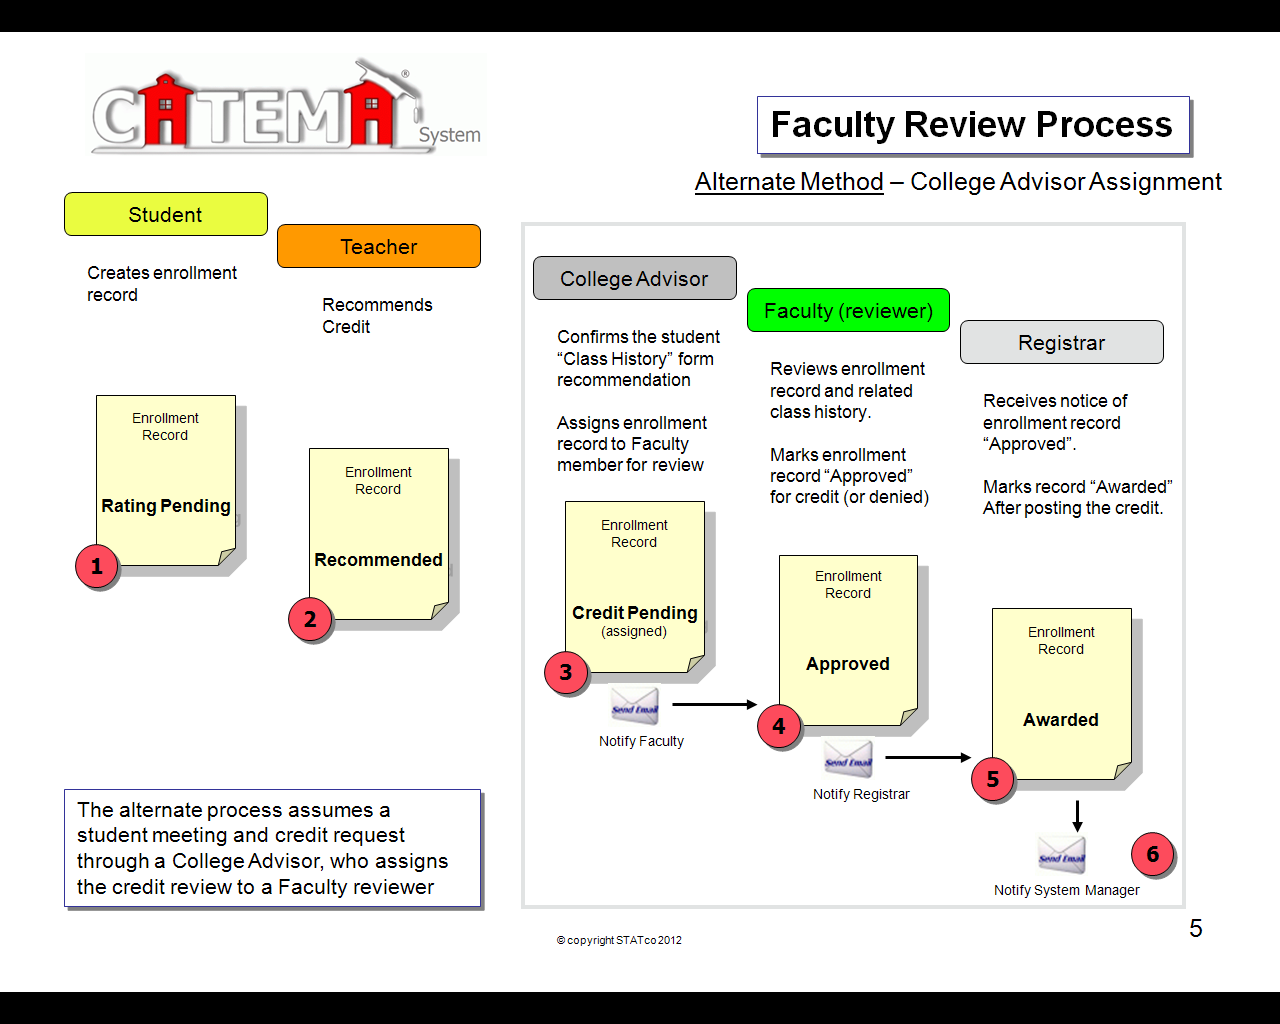 CATEMA® System
Faculty Review Process
Alternate Method – College Advisor Assignment
Student
Creates enrollment
record
Teacher
Recommends
Credit
College Advisor
Confirms the student
“Class History” form
recommendation
Assigns enrollment
record to Faculty
member for review
Faculty (reviewer)
Reviews enrollment
record and related
class history.
Marks enrollment
record “Approved”
for credit (or denied)
Registrar
Receives notice of
enrollment record
“Approved”.
Marks record “Awarded”
After posting the credit.
Enrollment
Record
Rating Pending
1
Enrollment
Record
Recommended
2
Enrollment
Record
Credit Pending
(assigned)
3
Send Email
Notify Faculty
Enrollment
Record
Approved
4
Send Email
Notify Registrar
Enrollment
Record
Awarded
5
Send Email
6
Notify System Manager
The alternate process assumes a
student meeting and credit request
through a College Advisor, who assigns
the credit review to a Faculty reviewer
© copyright STATco 2012
5